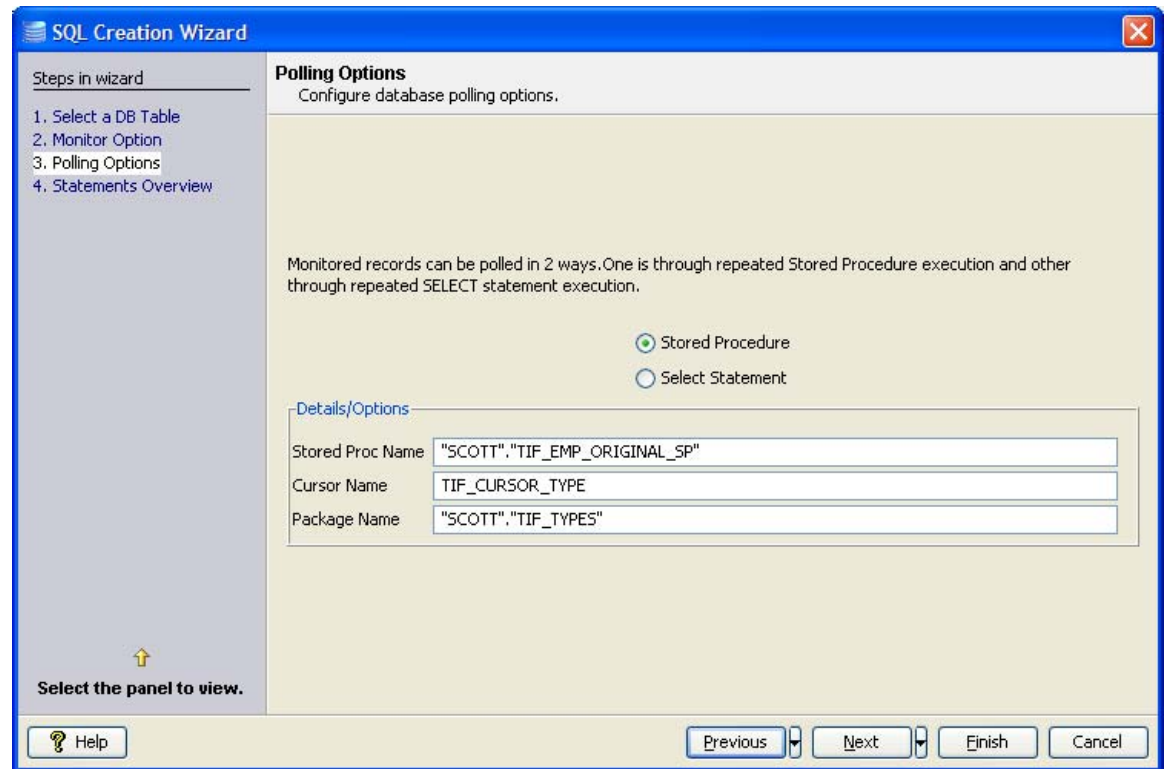 SQL Creation Wizard
Steps in wizard
1. Select a DB Table
2. Monitor Option
3. Polling Options
4. Statements Overview
Select the panel to view.
Polling Options
Configure database polling options.
Monitored records can be polled in 2 ways.One is through repeated Stored Procedure execution and other
through repeated SELECT statement execution.
Stored Procedure
Select Statement
Details/Options
Stored Proc Name "SCOTT"."TIF_EMP_ORIGINAL_SP"
Cursor Name TIF_CURSOR_TYPE
Package Name "SCOTT"."TIF_TYPES"
Help Previous Next Finish Cancel